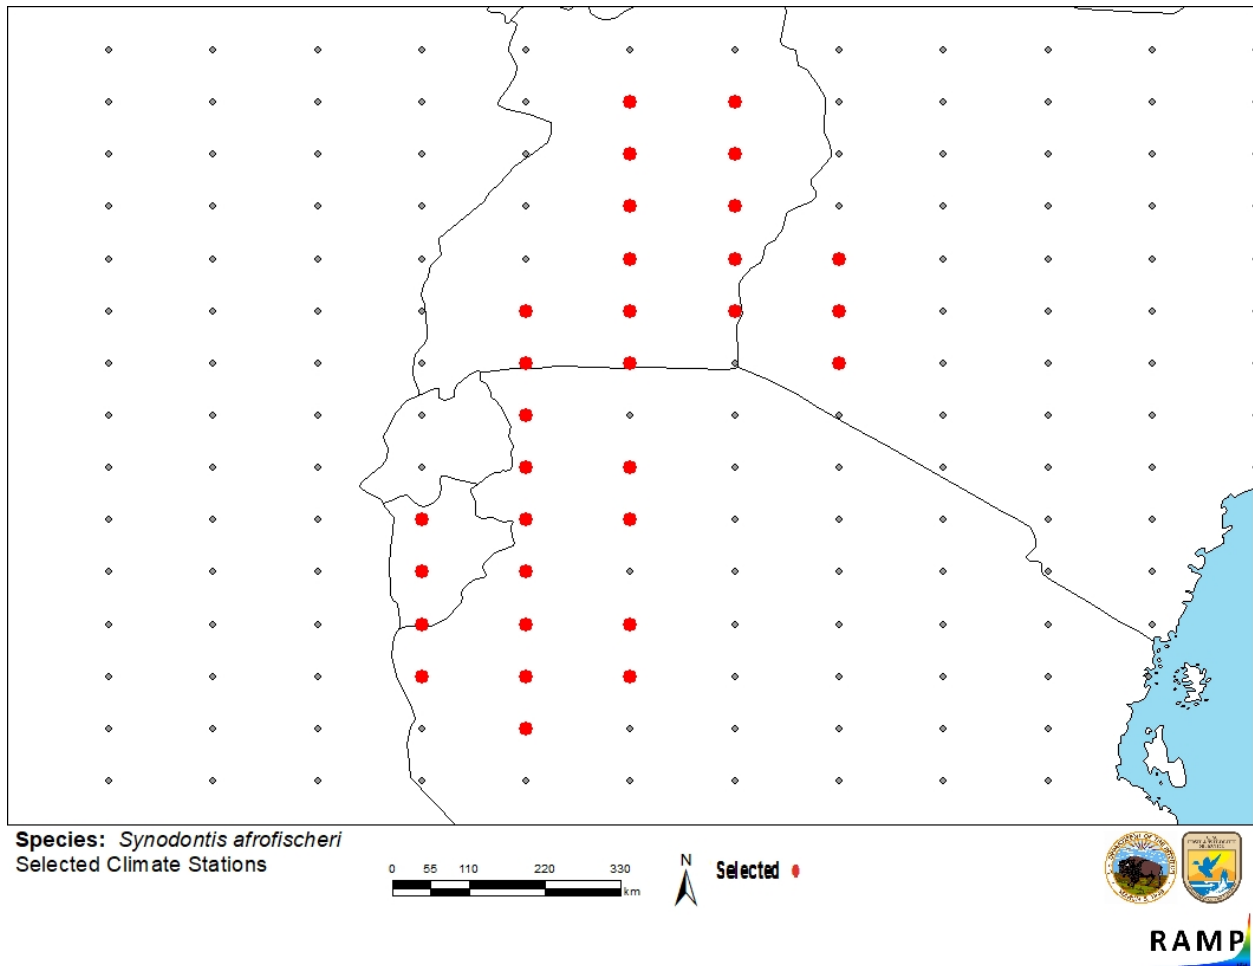 Species: Synodontis afrofischeri
Selected Climate Stations
0 55 110 220 330
km
N
Selected
RAMP